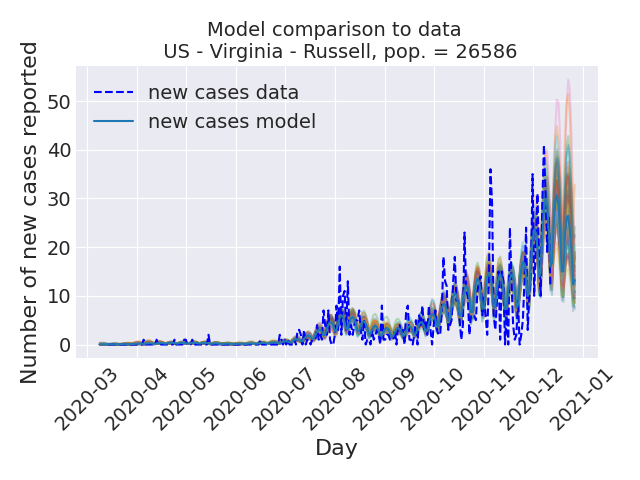 Model comparison to data
US - Virginia - Russell, pop. = 26586
Number of new cases reported
50
40
30
20
10
0
new cases data
new cases model
2020-03
2020-04
2020-05
2020-06
2020-07
2020-08
2020-09
2020-10
2020-11
2020-12
2021-01
Day